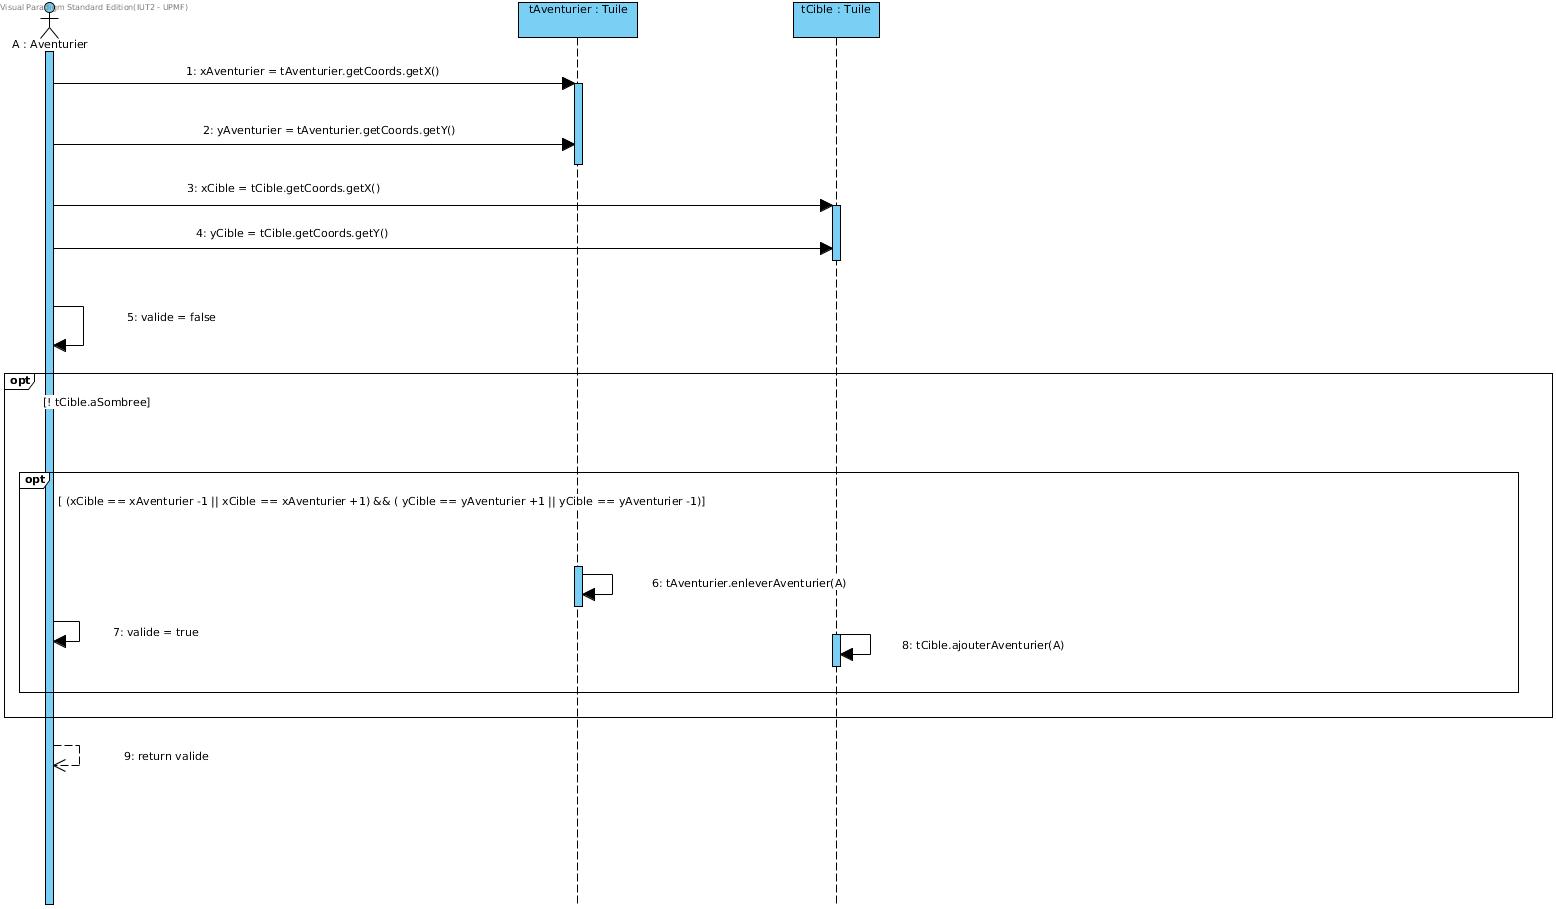 Visual Paradigm Standard Edition(IUT2 - UPMF)
A : Aventurier
tAventurier : Tuile
tCible : Tuile
1: xAventurier = tAventurier.getCoords.getX()
2: yAventurier = tAventurier.getCoords.getY()
3: xCible = tCible.getCoords.getX()
4: yCible = tCible.getCoords.getY()
5: valide = false
opt
[! tCible.aSombree]
opt
[ (xCible == xAventurier -1 || xCible == xAventurier +1) && ( yCible == yAventurier +1 || yCible == yAventurier -1)]
6: tAventurier.enleverAventurier(A)
7: valide = true
8: tCible.ajouterAventurier(A)
9: return valide